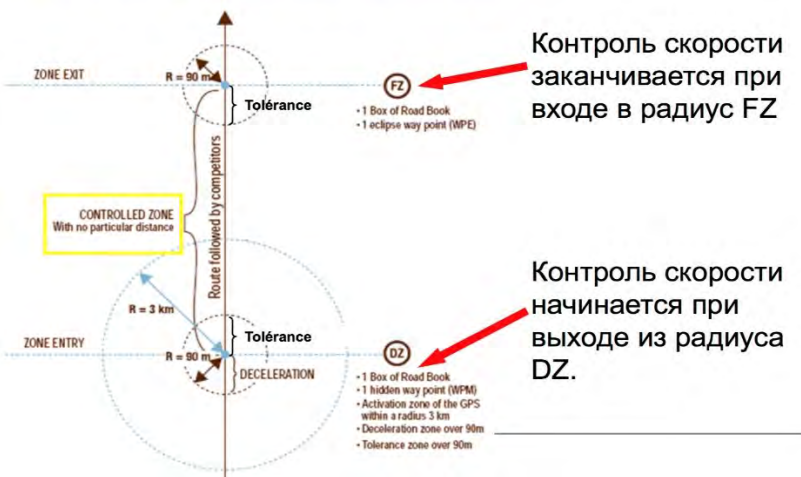 ZONE EXIT
R = 90 m
Tolérance
FZ
• 1 Box of Road Book
• 1 eclipse way point (WPE)
Контроль скорости
заканчивается при
входе в радиус FZ
CONTROLLED ZONE
With no particular distance
Route followed by competitors
R = 3 km
ZONE ENTRY
R = 90 m
Tolérance
DECELERATION
DZ
• 1 Box of Road Book
• 1 hidden way point (WPM)
• Activation zone of the GPS
within a radius 3 km
• Deceleration zone over 90m
• Tolerance zone over 90m
Контроль скорости
начинается при
выходе из радиуса
DZ.